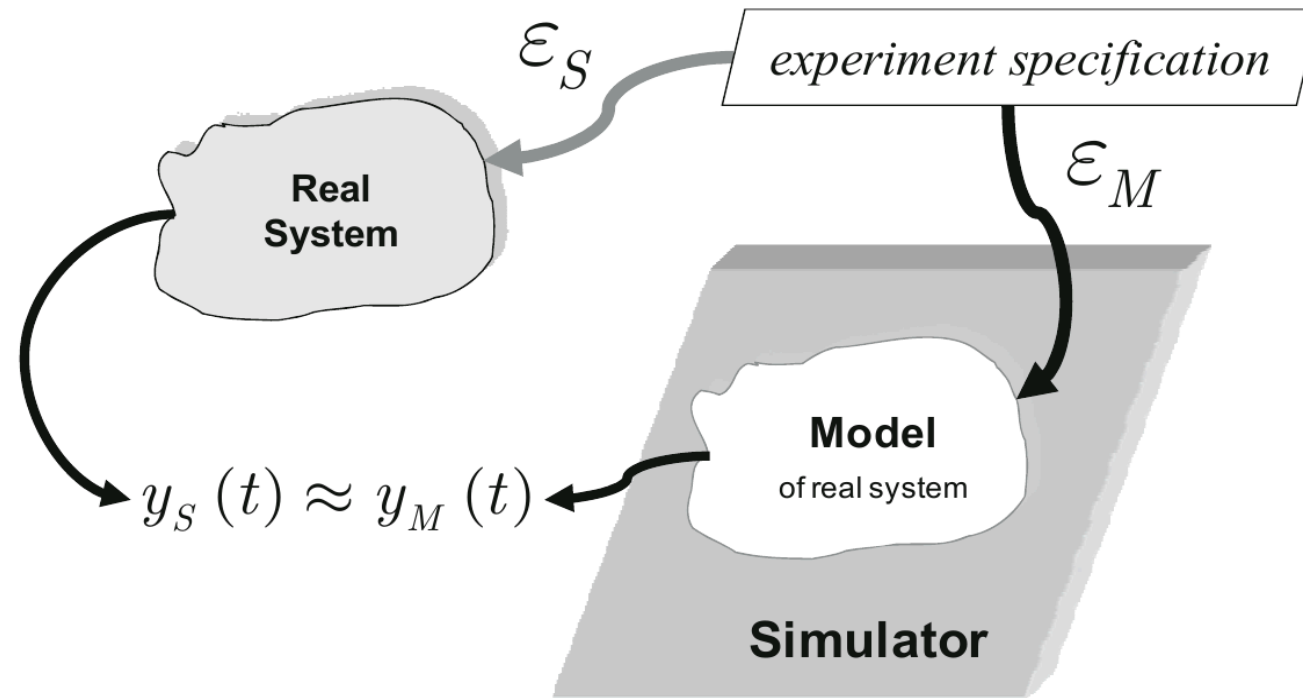 ε_S
experiment specification
ε_M
Real
System
Model
of real system
y_S (t) ≈ y_M (t)
Simulator